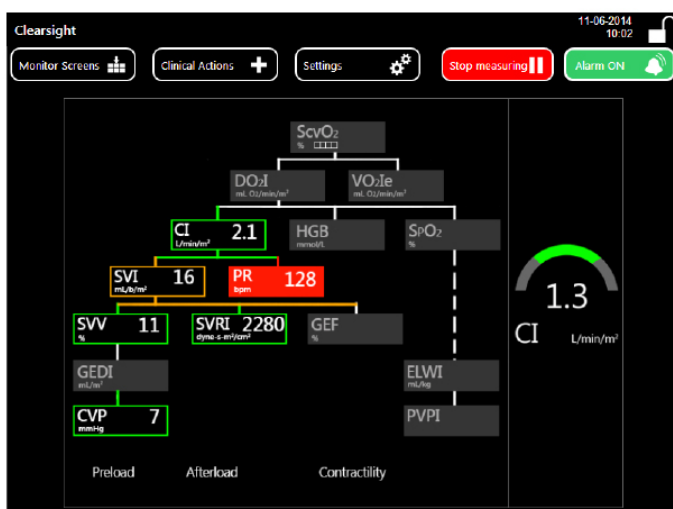 Clearsight
11-06-2014
10:02
Monitor Screens
Clinical Actions
Settings
Stop measuring
Alarm ON
ScvO₂
%
DO₂I
mL O₂/min/m²
VO₂Ie
mL O₂/min/m²
CI 2.1
L/min/m²
HGB
mmol/L
SpO₂
%
SVI 16
mL/b/m²
PR 128
bpm
SVV 11
%
SVRI 2280
dyne-s-m²/cm⁵
GEF
%
GEDI
mL/m²
ELWI
mL/kg
CVP 7
mmHg
PVPI
Preload Afterload Contractility
1.3
CI L/min/m²